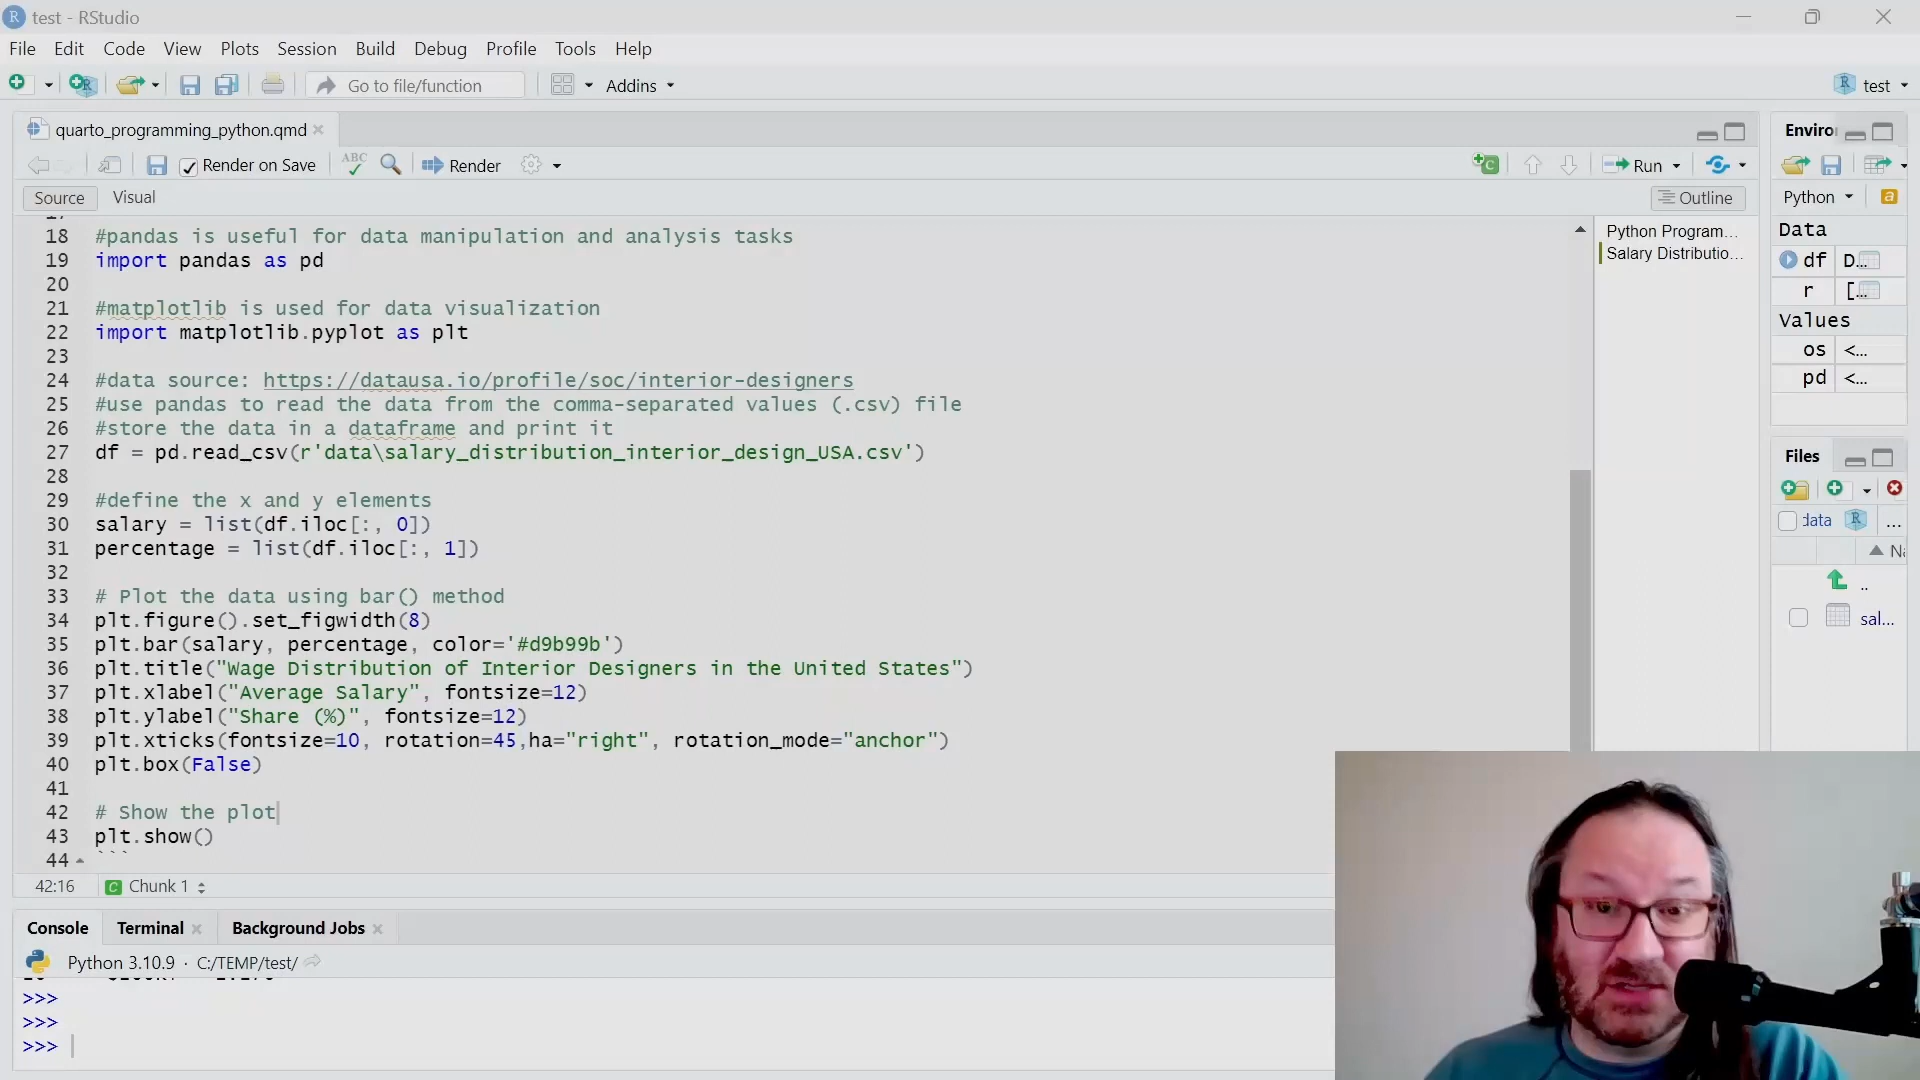 test - RStudio
File Edit Code View Plots Session Build Debug Profile Tools Help
Go to file/function Addins test
quarto_programming_python.qmd
Render on Save ABC Render Run
Source Visual Outline
18 #pandas is useful for data manipulation and analysis tasks
19 import pandas as pd
20
21 #matplotlib is used for data visualization
22 import matplotlib.pyplot as plt
23
24 #data source: https://datausa.io/profile/soc/interior-designers
25 #use pandas to read the data from the comma-separated values (.csv) file
26 #store the data in a dataframe and print it
27 df = pd.read_csv(r'data\salary_distribution_interior_design_USA.csv')
28
29 #define the x and y elements
30 salary = list(df.iloc[:, 0])
31 percentage = list(df.iloc[:, 1])
32
33 # Plot the data using bar() method
34 plt.figure().set_figwidth(8)
35 plt.bar(salary, percentage, color='#d9b99b')
36 plt.title("Wage Distribution of Interior Designers in the United States")
37 plt.xlabel("Average Salary", fontsize=12)
38 plt.ylabel("Share (%)", fontsize=12)
39 plt.xticks(fontsize=10, rotation=45,ha="right", rotation_mode="anchor")
40 plt.box(False)
41
42 # Show the plot
43 plt.show()
44 ```
42:16 C Chunk 1
Python Program...
Salary Distributio...
Console Terminal Background Jobs
Python 3.10.9 · C:/TEMP/test/
>>>
>>>
>>>
Enviro
Python
Data
df D...
r [...
Values
os <...
pd <...
Files
data ...
..
sal...